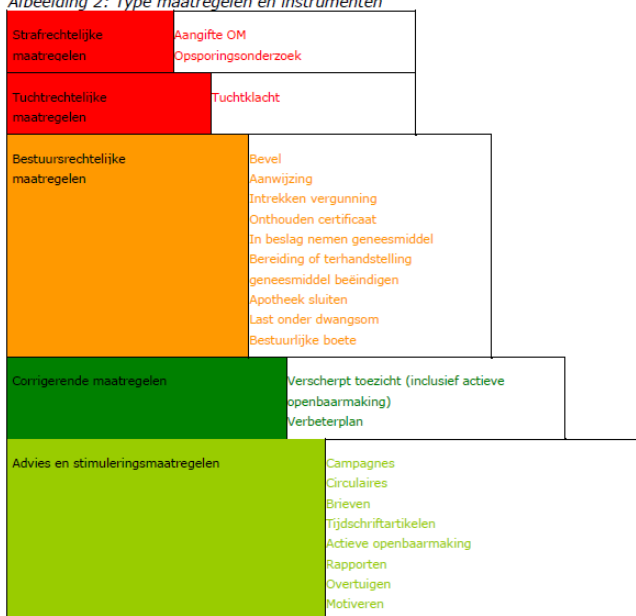 Afbeelding 2: Type maatregelen en instrumenten
Strafrechtelijke
maatregelen
Aangifte OM
Opsporingsonderzoek
Tuchtrechtelijke
maatregelen
Tuchtklacht
Bestuursrechtelijke
maatregelen
Bevel
Aanwijzing
Intrekken vergunning
Onthouden certificaat
In beslag nemen geneesmiddel
Bereiding of terhandstelling
geneesmiddel beëindigen
Apotheek sluiten
Last onder dwangsom
Bestuurlijke boete
Corrigerende maatregelen
Verscherpt toezicht (inclusief actieve
openbaarmaking)
Verbeterplan
Advies en stimuleringsmaatregelen
Campagnes
Circulaires
Brieven
Tijdschriftartikelen
Actieve openbaarmaking
Rapporten
Overtuigen
Motiveren